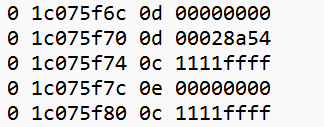 0 1c075f6c 0d 00000000
0 1c075f70 0d 00028a54
0 1c075f74 0c 1111ffff
0 1c075f7c 0e 00000000
0 1c075f80 0c 1111ffff